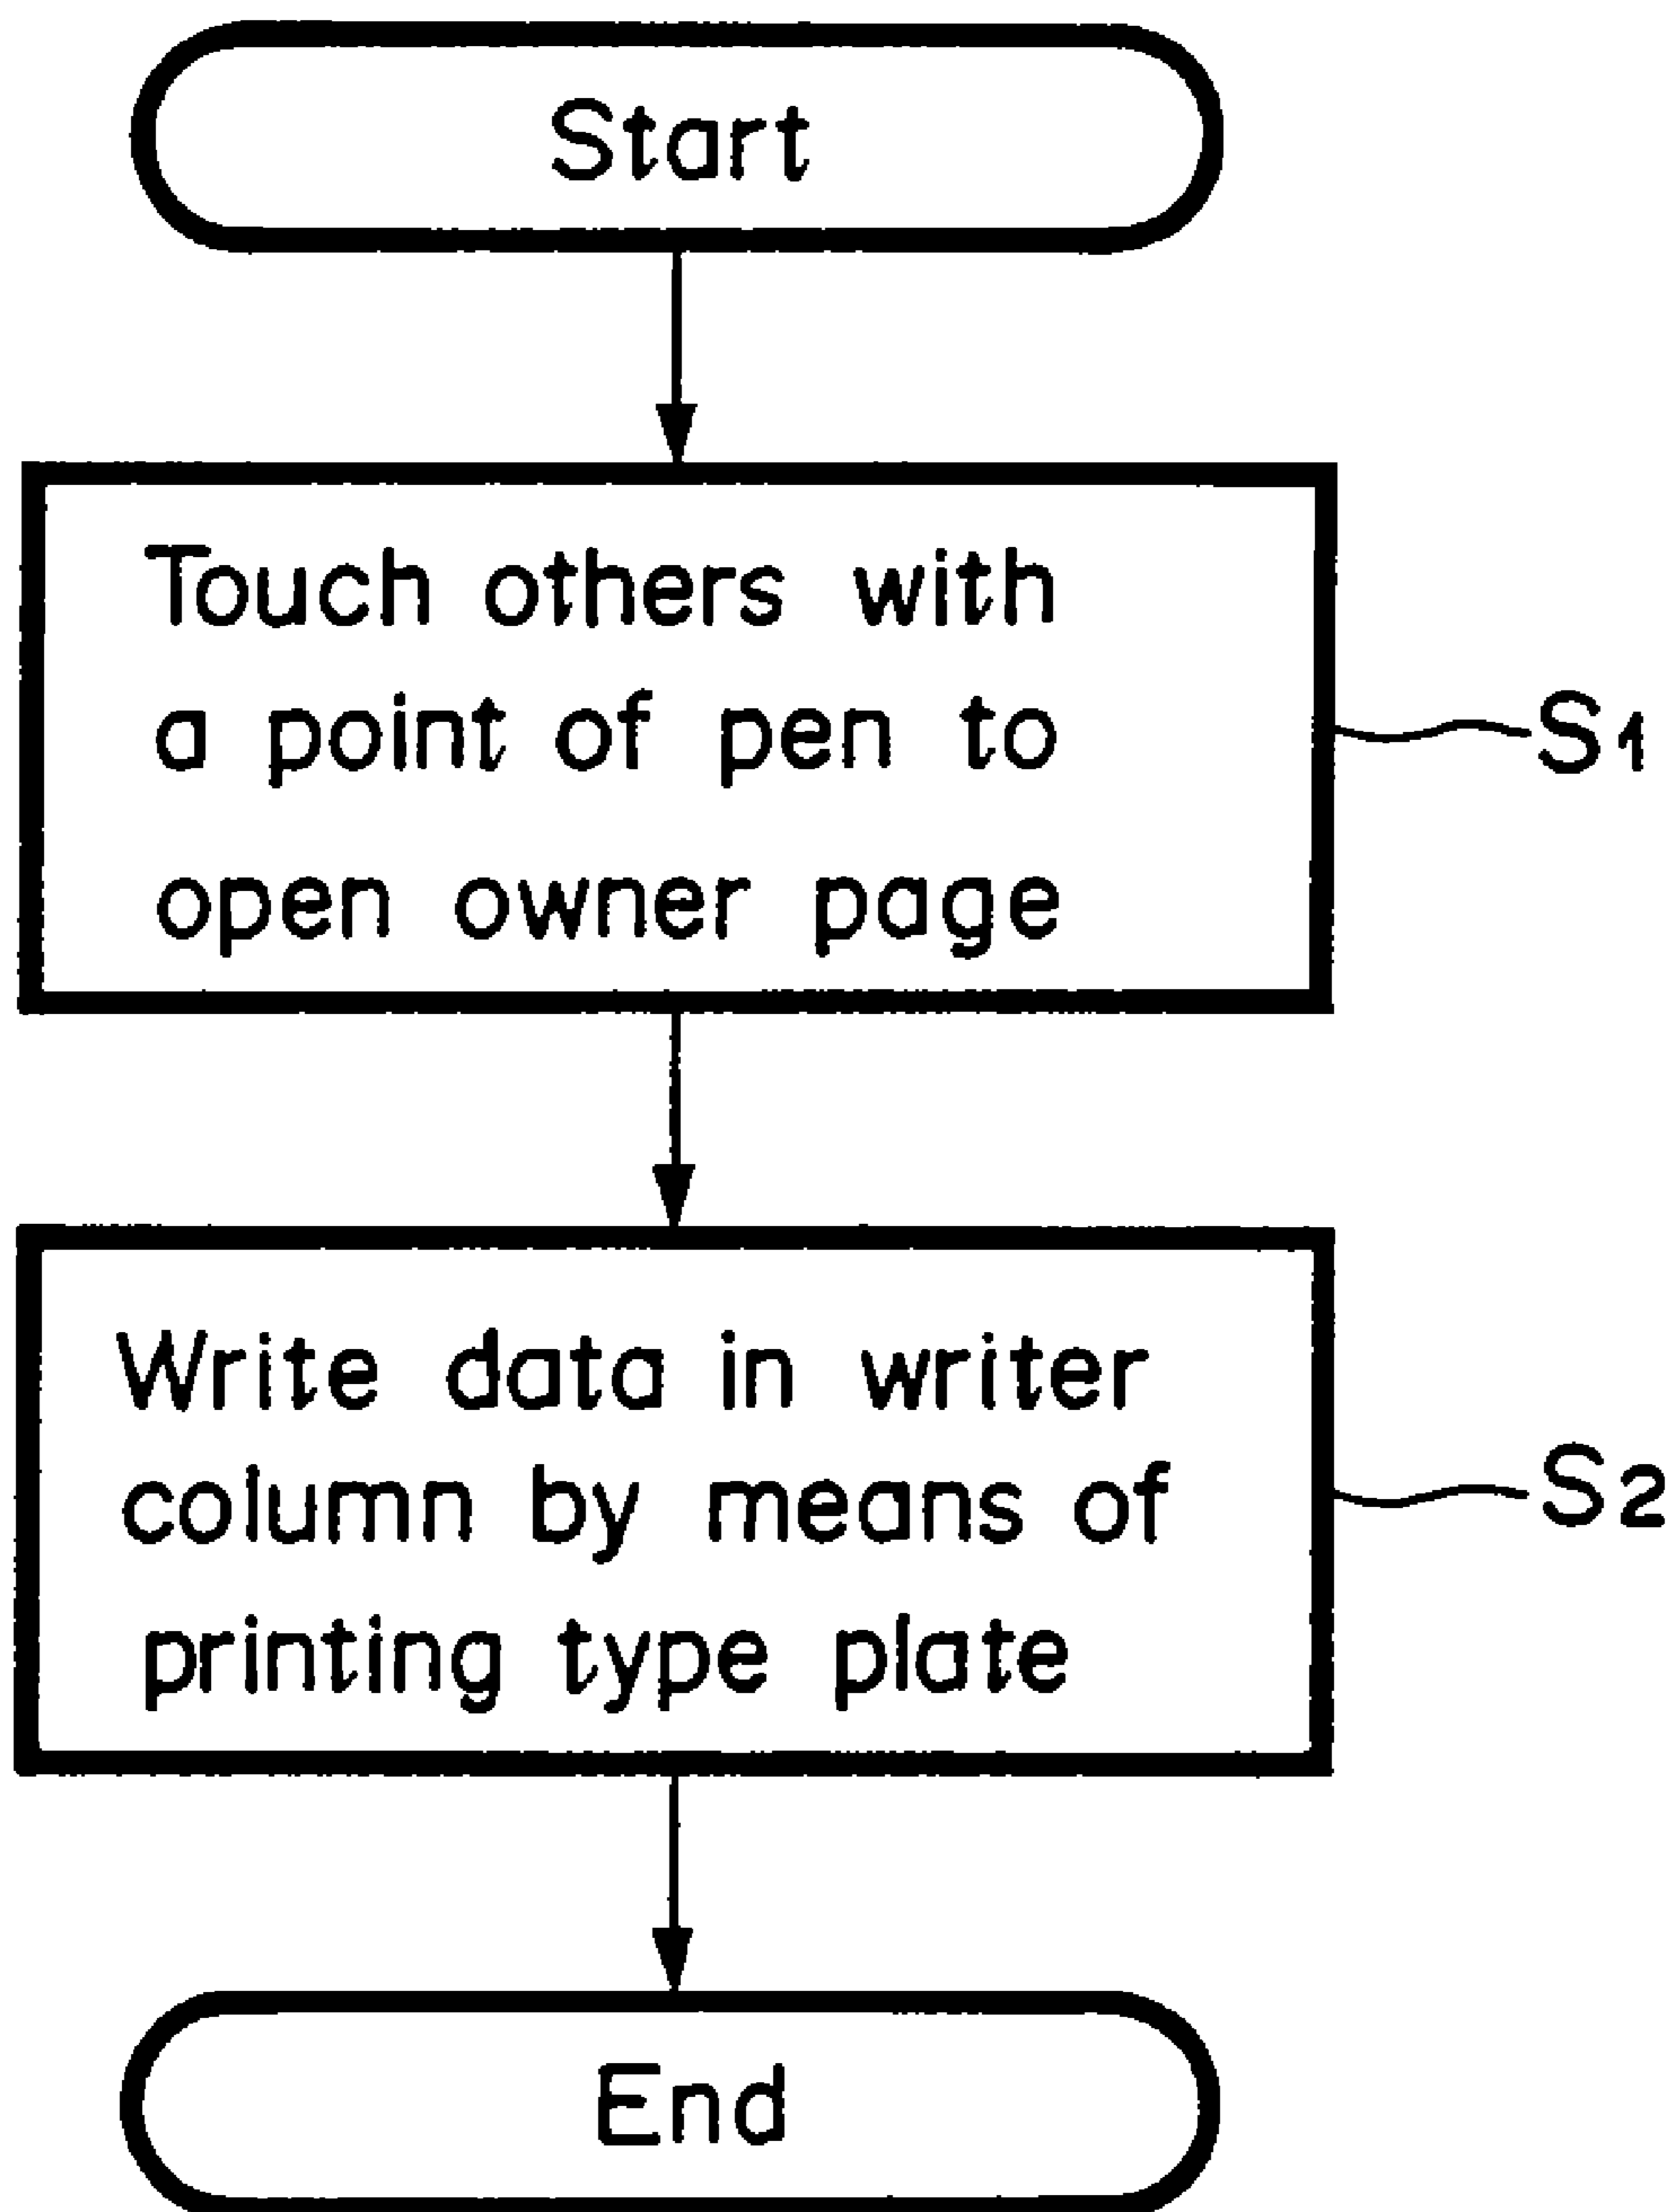 Start
Touch others with
a point of pen to
open owner page
S1
Write data in writer
column by means of
printing type plate
S2
End